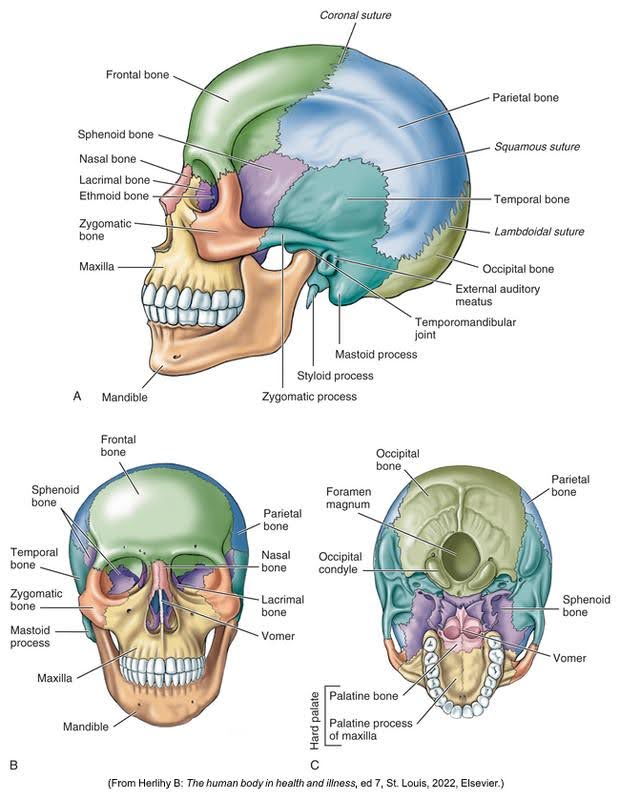 Coronal suture
Frontal bone
Parietal bone
Sphenoid bone
Squamous suture
Nasal bone
Lacrimal bone
Ethmoid bone
Temporal bone
Zygomatic
bone
Lambdoidal suture
Maxilla
Occipital bone
External auditory
meatus
Temporomandibular
joint
Mastoid process
Styloid process
A
Mandible
Zygomatic process
Frontal
bone
Sphenoid
bone
Parietal
bone
Temporal
bone
Nasal
bone
Zygomatic
bone
Lacrimal
bone
Mastoid
process
Vomer
Maxilla
Mandible
B
Occipital
bone
Parietal
bone
Foramen
magnum
Occipital
condyle
Sphenoid
bone
Vomer
Hard palate
Palatine bone
Palatine process
of maxilla
C
(From Herlihy B: The human body in health and illness, ed 7, St. Louis, 2022, Elsevier.)